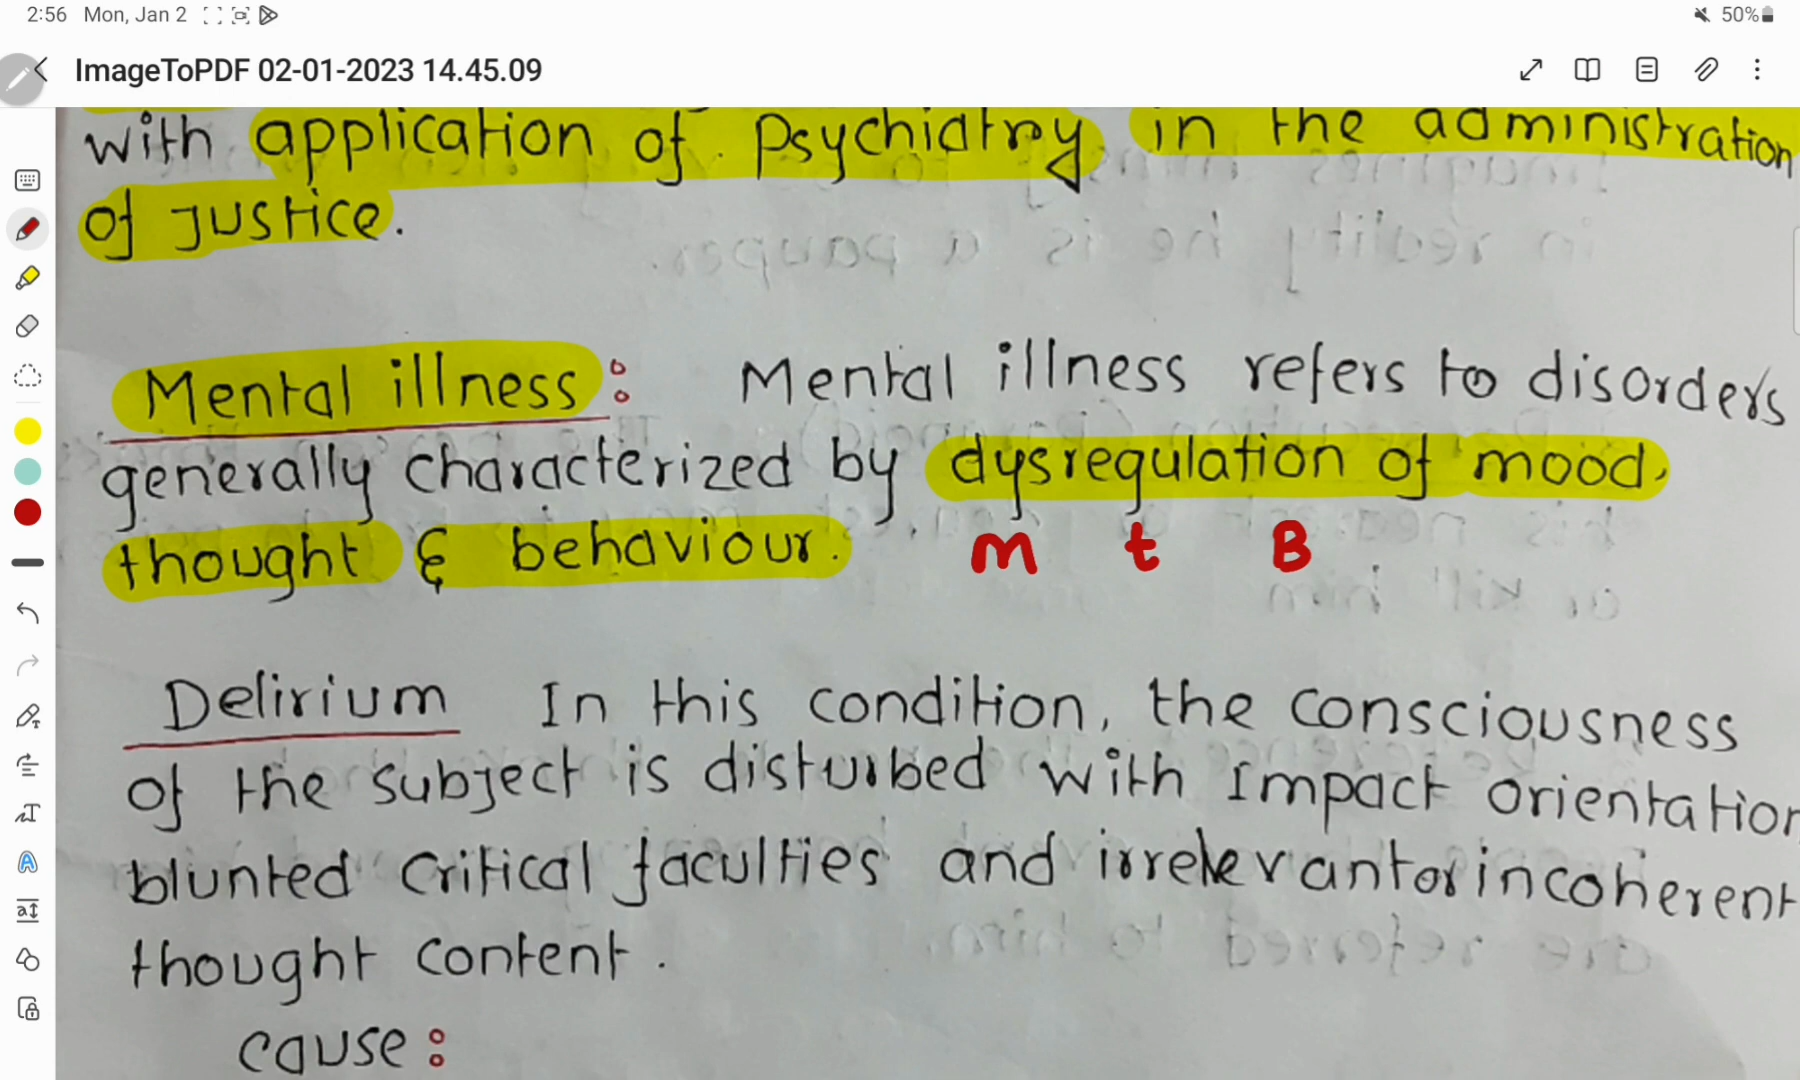 2:56 Mon, Jan 2
50%
ImageToPDF 02-01-2023 14.45.09
with application of Psychiatry in the administration
of Justice.
Mental illness: Mental illness refers to disorders
generally characterized by dysregulation of mood,
thought & behaviour. m t B
Delirium In this condition, the consciousness
of the subject is disturbed with Impact orientation
blunted critical faculties and irrelevant or incoherent
thought content.
cause: